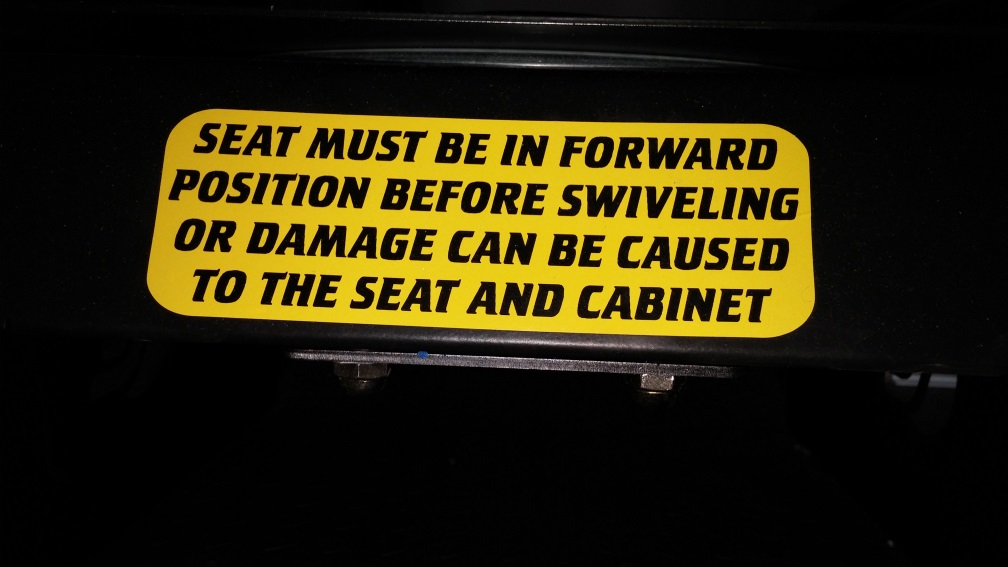 SEAT MUST BE IN FORWARD
POSITION BEFORE SWIVELING
OR DAMAGE CAN BE CAUSED
TO THE SEAT AND CABINET